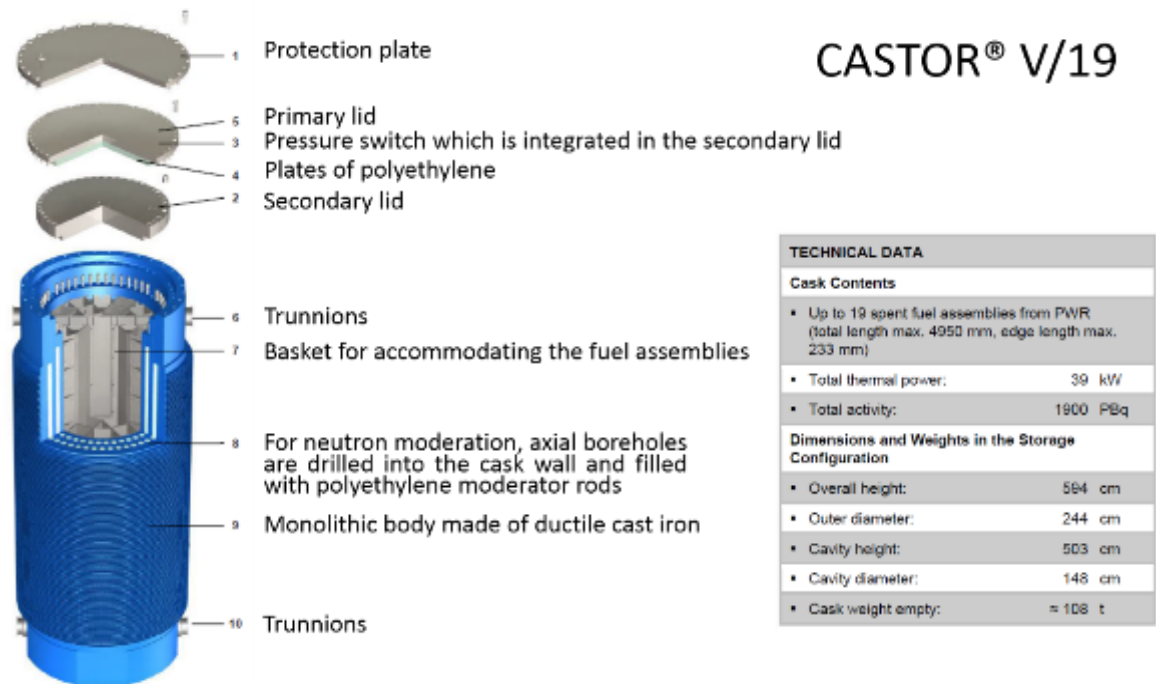 CASTOR® V/19
1 Protection plate
5 Primary lid
3 Pressure switch which is integrated in the secondary lid
4 Plates of polyethylene
2 Secondary lid
6 Trunnions
7 Basket for accommodating the fuel assemblies
8 For neutron moderation, axial boreholes
are drilled into the cask wall and filled
with polyethylene moderator rods
9 Monolithic body made of ductile cast iron
10 Trunnions
TECHNICAL DATA
Cask Contents
▪ Up to 19 spent fuel assemblies from PWR
(total length max. 4950 mm, edge length max.
233 mm)
▪ Total thermal power: 39 kW
▪ Total activity: 1900 PBq
Dimensions and Weights in the Storage
Configuration
▪ Overall height: 594 cm
▪ Outer diameter: 244 cm
▪ Cavity height: 503 cm
▪ Cavity diameter: 148 cm
▪ Cask weight empty: ≈ 108 t